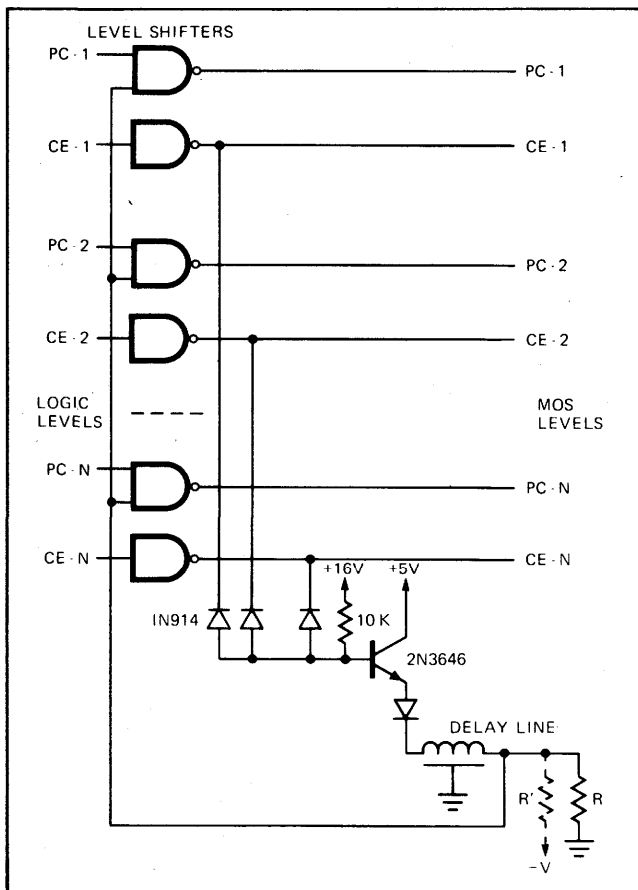 LEVEL SHIFTERS
PC-1
PC-1
CE-1
CE-1
PC-2
PC-2
CE-2
CE-2
LOGIC
LEVELS
MOS
LEVELS
PC-N
PC-N
CE-N
CE-N
+16V
+5V
IN914
10 K
2N3646
DELAY LINE
R'
R
-V